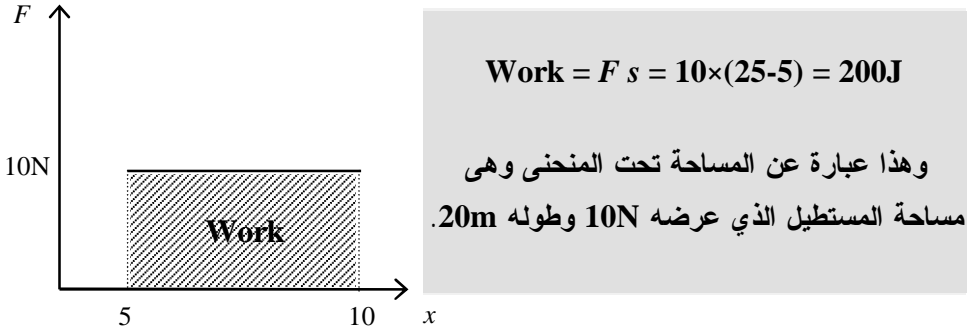 F
10N
Work
5
10
x
Work = F s = 10×(25-5) = 200J
وهذا عبارة عن المساحة تحت المنحنى وهى
مساحة المستطيل الذي عرضه 10N وطوله 20m.